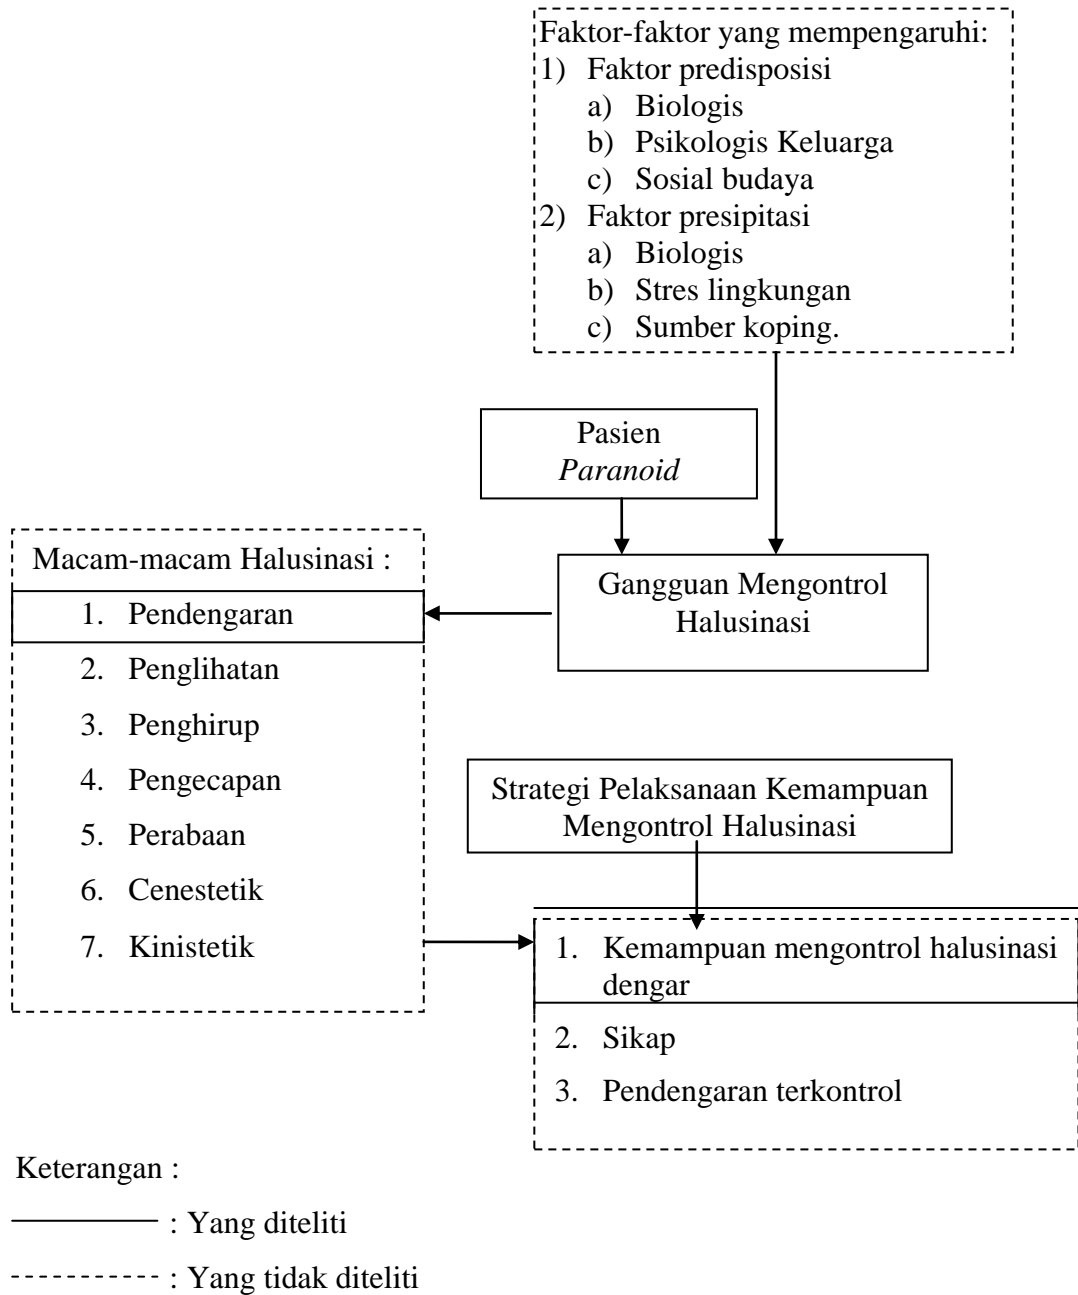 Faktor-faktor yang mempengaruhi:
1) Faktor predisposisi
a) Biologis
b) Psikologis Keluarga
c) Sosial budaya
2) Faktor presipitasi
a) Biologis
b) Stres lingkungan
c) Sumber koping.
Pasien
Paranoid
Gangguan Mengontrol
Halusinasi
Macam-macam Halusinasi :
1. Pendengaran
2. Penglihatan
3. Penghirup
4. Pengecapan
5. Perabaan
6. Cenestetik
7. Kinistetik
Strategi Pelaksanaan Kemampuan
Mengontrol Halusinasi
1. Kemampuan mengontrol halusinasi
dengar
2. Sikap
3. Pendengaran terkontrol
Keterangan :
: Yang diteliti
: Yang tidak diteliti